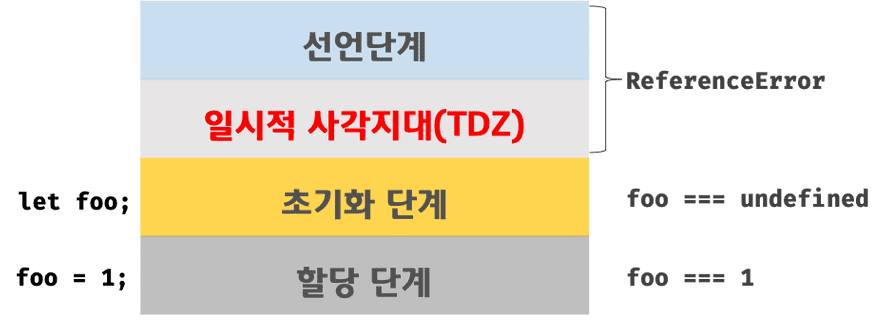 선언단계
일시적 사각지대(TDZ)
ReferenceError
let foo;
초기화 단계
foo === undefined
foo = 1;
할당 단계
foo === 1